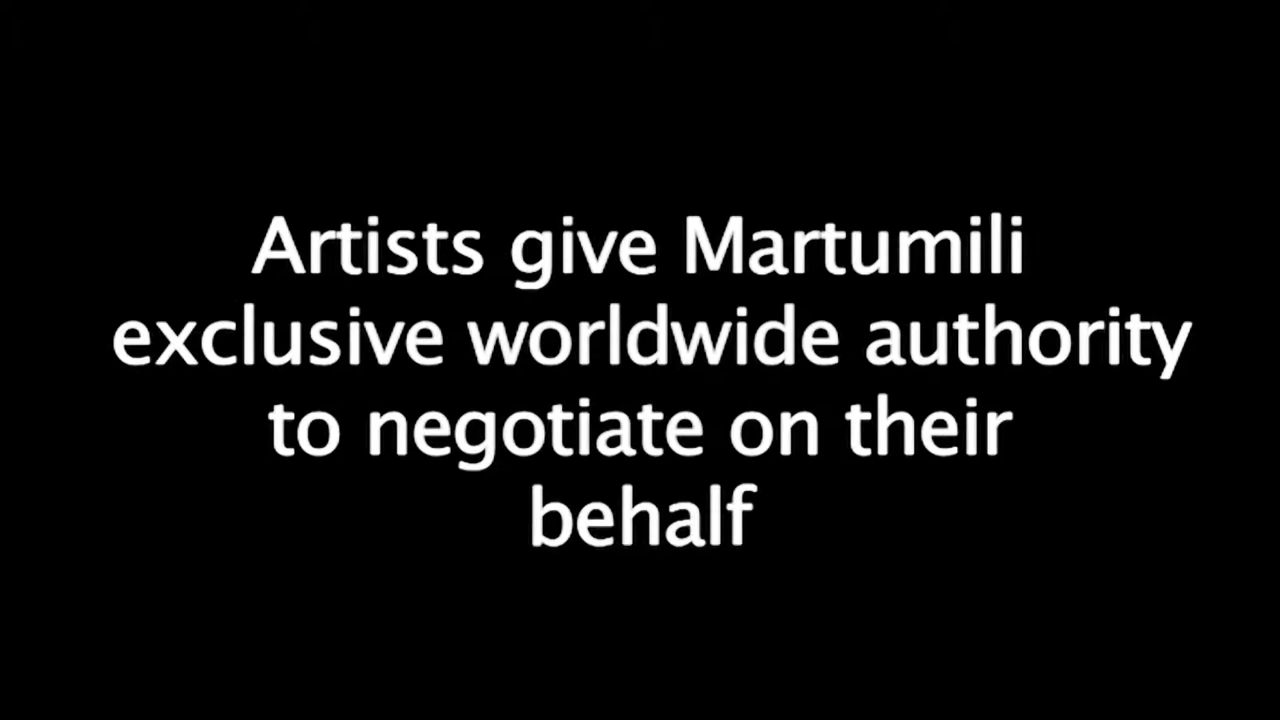 Artists give Martumili
exclusive worldwide authority
to negotiate on their
behalf